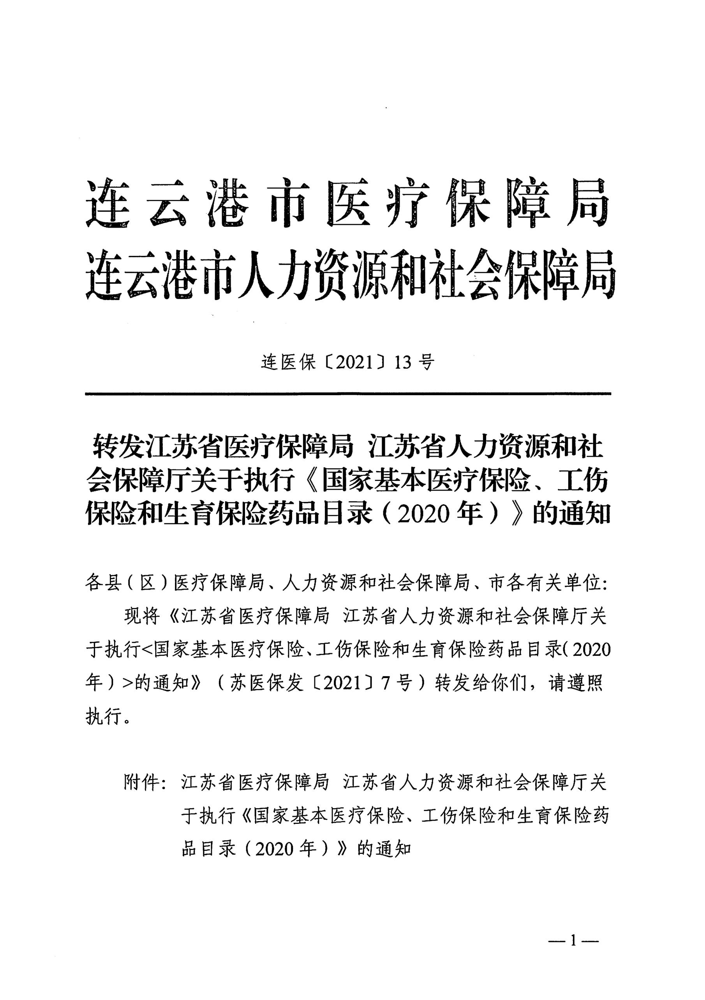 连云港市医疗保障局
连云港市人力资源和社会保障局
连医保〔2021〕13号
转发江苏省医疗保障局 江苏省人力资源和社
会保障厅关于执行《国家基本医疗保险、工伤
保险和生育保险药品目录（2020年）》的通知
各县（区）医疗保障局、人力资源和社会保障局、市各有关单位：
现将《江苏省医疗保障局 江苏省人力资源和社会保障厅关
于执行<国家基本医疗保险、工伤保险和生育保险药品目录（2020
年）>的通知》（苏医保发〔2021〕7号）转发给你们，请遵照
执行。
附件：江苏省医疗保障局 江苏省人力资源和社会保障厅关
于执行《国家基本医疗保险、工伤保险和生育保险药
品目录（2020年）》的通知
— 1 —